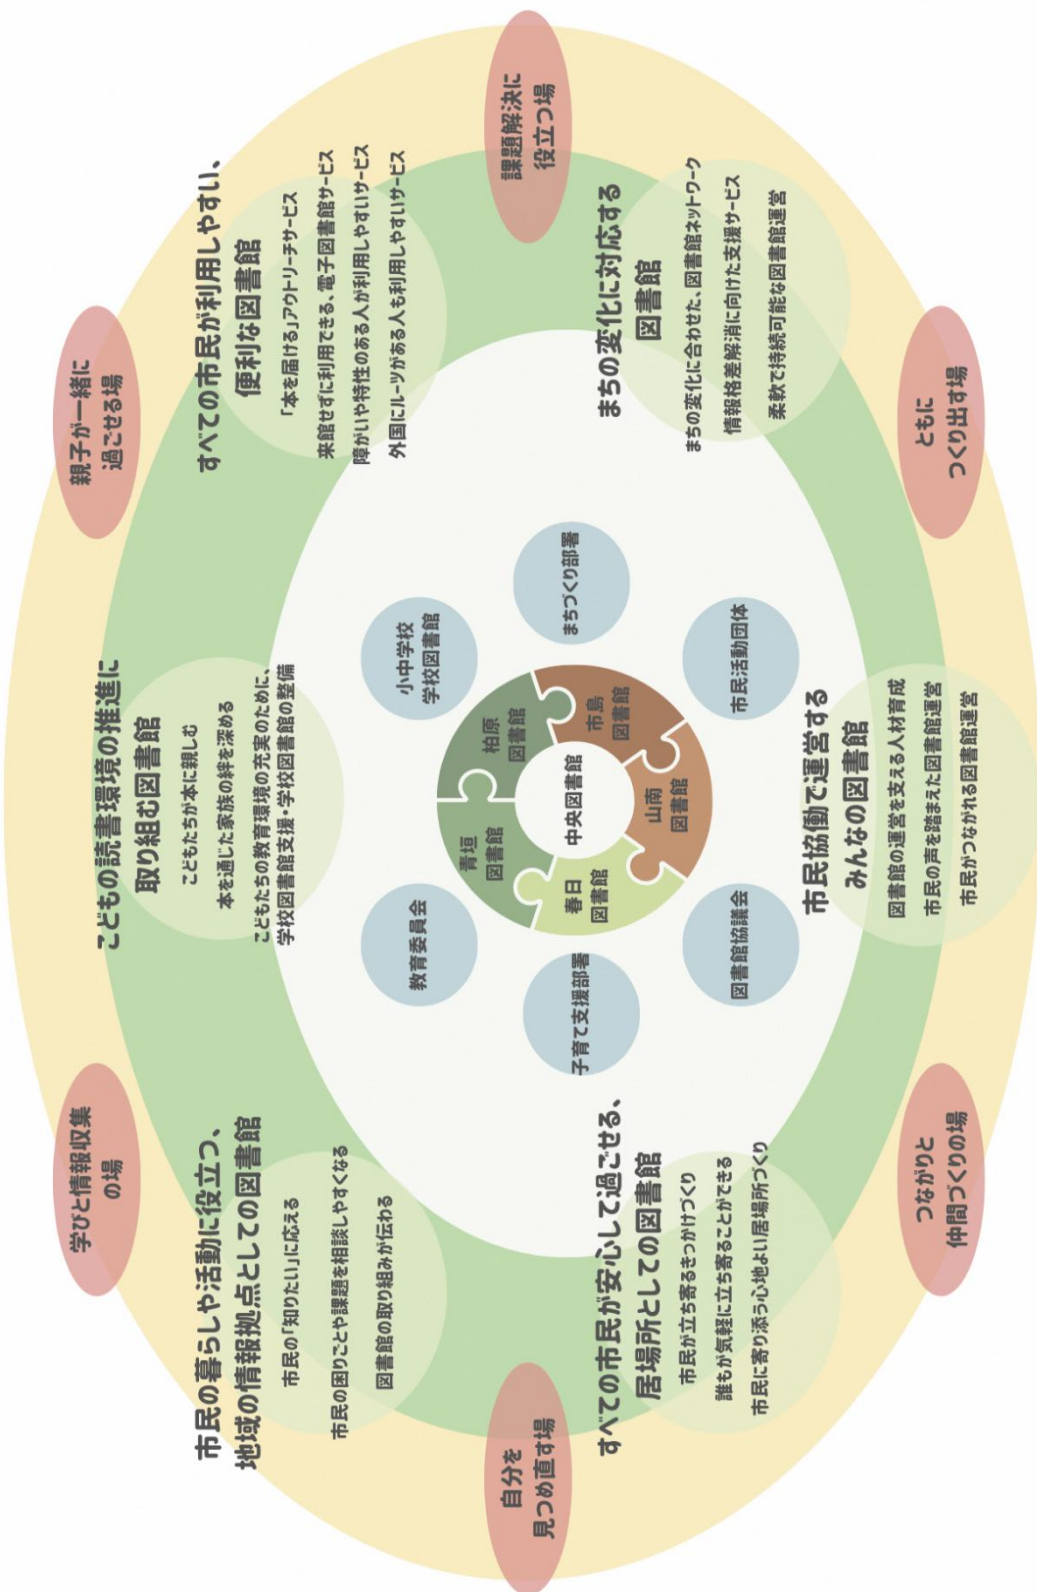 学びと情報収集
の場
親子が一緒に
過ごせる場
市民の暮らしや活動に役立つ、
地域の情報拠点としての図書館
市民の「知りたい」に応える
市民の困りごとや課題を相談しやすくなる
図書館の取り組みが伝わる
こどもの読書環境の推進に
取り組む図書館
こどもたちが本に親しむ
本を通じた家族の絆を深める
こどもたちの教育環境の充実のために、
学校図書館支援・学校図書館の整備
すべての市民が利用しやすい、
便利な図書館
「本を届ける」アウトリーチサービス
来館せずに利用できる、電子図書館サービス
障がいや特性のある人が利用しやすいサービス
外国にルーツがある人も利用しやすいサービス
教育委員会
小中学校
学校図書館
自分を
見つめ直す場
子育て支援部署
青垣
図書館
柏原
図書館
中央図書館
春日
図書館
山南
図書館
市島
図書館
まちづくり部署
課題解決に
役立つ場
図書館協議会
市民活動団体
すべての市民が安心して過ごせる、
居場所としての図書館
市民が立ち寄るきっかけづくり
誰もが気軽に立ち寄ることができる
市民に寄り添う心地よい居場所づくり
市民協働で運営する
みんなの図書館
図書館の運営を支える人材育成
市民の声を踏まえた図書館運営
市民がつながれる図書館運営
まちの変化に対応する
図書館
まちの変化に合わせた、図書館ネットワーク
情報格差解消に向けた支援サービス
柔軟で持続可能な図書館運営
つながりと
仲間づくりの場
ともに
つくり出す場